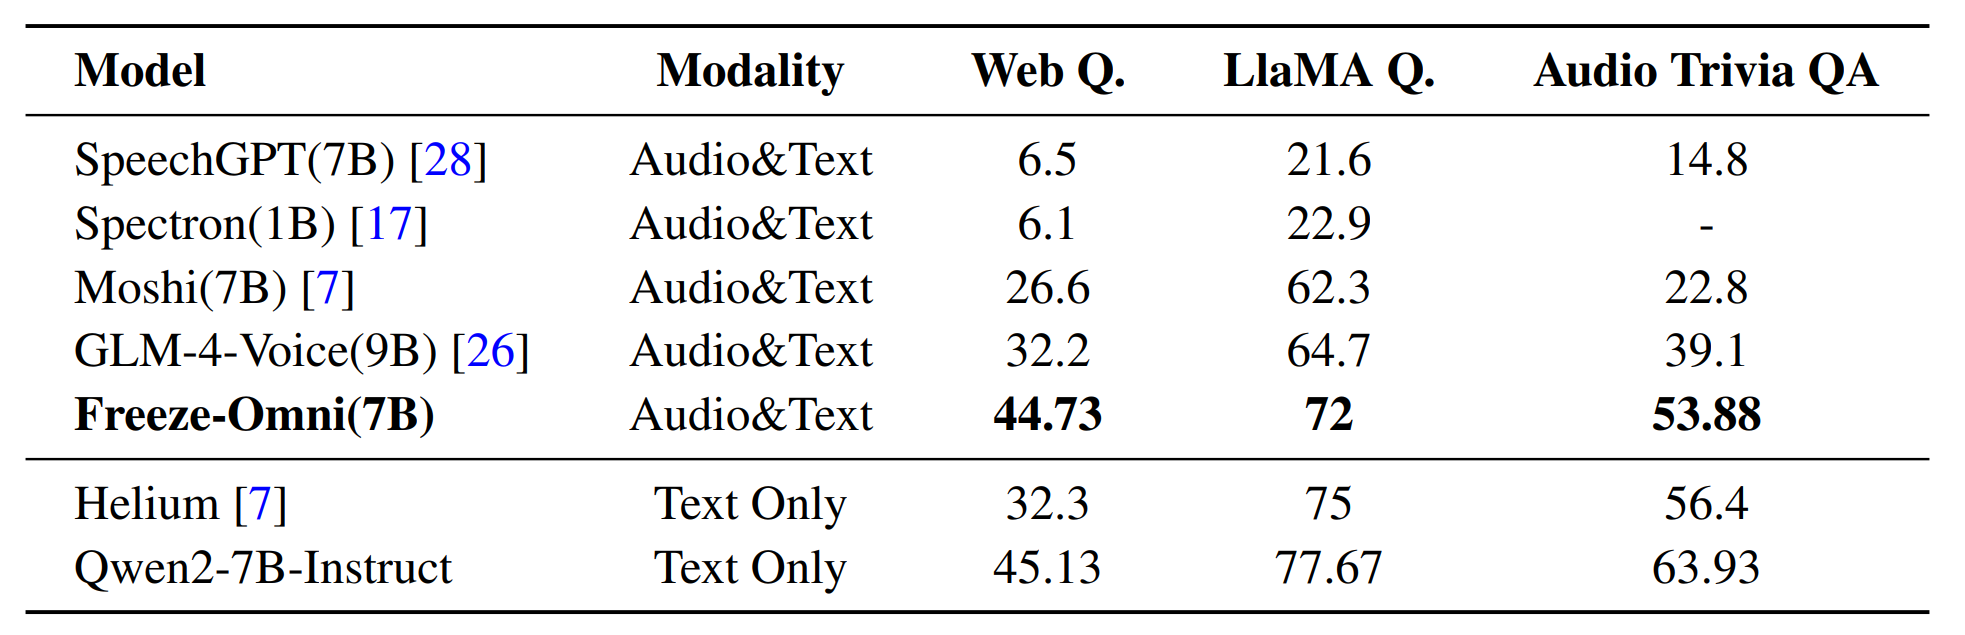 Model Modality Web Q. LlaMA Q. Audio Trivia QA
SpeechGPT(7B) [28] Audio&Text 6.5 21.6 14.8
Spectron(1B) [17] Audio&Text 6.1 22.9 -
Moshi(7B) [7] Audio&Text 26.6 62.3 22.8
GLM-4-Voice(9B) [26] Audio&Text 32.2 64.7 39.1
Freeze-Omni(7B) Audio&Text 44.73 72 53.88
Helium [7] Text Only 32.3 75 56.4
Qwen2-7B-Instruct Text Only 45.13 77.67 63.93